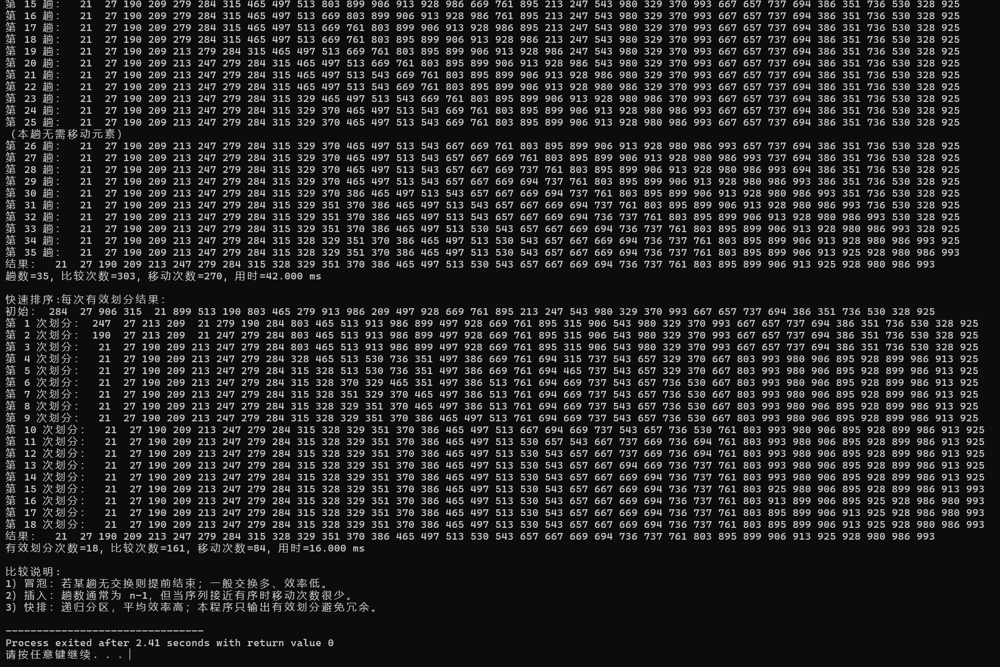 第 15 趟:   21  27 190 209 279 284 315 465 497 513 803 899 906 913 928 986 669 761 895 213 247 543 980 329 370 993 667 657 737 694 386 351 736 530 328 925
第 16 趟:   21  27 190 209 279 284 315 465 497 513 669 803 899 906 913 928 986 761 895 213 247 543 980 329 370 993 667 657 737 694 386 351 736 530 328 925
第 17 趟:   21  27 190 209 279 284 315 465 497 513 669 761 803 899 906 913 928 986 895 213 247 543 980 329 370 993 667 657 737 694 386 351 736 530 328 925
第 18 趟:   21  27 190 209 279 284 315 465 497 513 669 761 803 895 899 906 913 928 986 213 247 543 980 329 370 993 667 657 737 694 386 351 736 530 328 925
第 19 趟:   21  27 190 209 213 279 284 315 465 497 513 669 761 803 895 899 906 913 928 986 247 543 980 329 370 993 667 657 737 694 386 351 736 530 328 925
第 20 趟:   21  27 190 209 213 247 279 284 315 465 497 513 669 761 803 895 899 906 913 928 986 543 980 329 370 993 667 657 737 694 386 351 736 530 328 925
第 21 趟:   21  27 190 209 213 247 279 284 315 465 497 513 543 669 761 803 895 899 906 913 928 986 980 329 370 993 667 657 737 694 386 351 736 530 328 925
第 22 趟:   21  27 190 209 213 247 279 284 315 465 497 513 543 669 761 803 895 899 906 913 928 980 986 329 370 993 667 657 737 694 386 351 736 530 328 925
第 23 趟:   21  27 190 209 213 247 279 284 315 329 465 497 513 543 669 761 803 895 899 906 913 928 980 986 370 993 667 657 737 694 386 351 736 530 328 925
第 24 趟:   21  27 190 209 213 247 279 284 315 329 370 465 497 513 543 669 761 803 895 899 906 913 928 980 986 993 667 657 737 694 386 351 736 530 328 925
第 25 趟:   21  27 190 209 213 247 279 284 315 329 370 465 497 513 543 669 761 803 895 899 906 913 928 980 986 993 667 657 737 694 386 351 736 530 328 925
（本趟无需移动元素）
第 26 趟:   21  27 190 209 213 247 279 284 315 329 370 465 497 513 543 667 669 761 803 895 899 906 913 928 980 986 993 657 737 694 386 351 736 530 328 925
第 27 趟:   21  27 190 209 213 247 279 284 315 329 370 465 497 513 543 657 667 669 761 803 895 899 906 913 928 980 986 993 737 694 386 351 736 530 328 925
第 28 趟:   21  27 190 209 213 247 279 284 315 329 370 465 497 513 543 657 667 669 737 761 803 895 899 906 913 928 980 986 993 694 386 351 736 530 328 925
第 29 趟:   21  27 190 209 213 247 279 284 315 329 370 465 497 513 543 657 667 669 694 737 761 803 895 899 906 913 928 980 986 993 386 351 736 530 328 925
第 30 趟:   21  27 190 209 213 247 279 284 315 329 370 386 465 497 513 543 657 667 669 694 737 761 803 895 899 906 913 928 980 986 993 351 736 530 328 925
第 31 趟:   21  27 190 209 213 247 279 284 315 329 351 370 386 465 497 513 543 657 667 669 694 737 761 803 895 899 906 913 928 980 986 993 736 530 328 925
第 32 趟:   21  27 190 209 213 247 279 284 315 329 351 370 386 465 497 513 543 657 667 669 694 736 737 761 803 895 899 906 913 928 980 986 993 530 328 925
第 33 趟:   21  27 190 209 213 247 279 284 315 329 351 370 386 465 497 513 530 543 657 667 669 694 736 737 761 803 895 899 906 913 928 980 986 993 328 925
第 34 趟:   21  27 190 209 213 247 279 284 315 328 329 351 370 386 465 497 513 530 543 657 667 669 694 736 737 761 803 895 899 906 913 928 980 986 993 925
第 35 趟:   21  27 190 209 213 247 279 284 315 328 329 351 370 386 465 497 513 530 543 657 667 669 694 736 737 761 803 895 899 906 913 925 928 980 986 993
结果:   21  27 190 209 213 247 279 284 315 328 329 351 370 386 465 497 513 530 543 657 667 669 694 736 737 761 803 895 899 906 913 925 928 980 986 993
趟数=35, 比较次数=303, 移动次数=270, 用时=42.000 ms
快速排序:每次有效划分结果:
初始:  284  27 906 315  21 899 513 190 803 465 279 913 986 209 497 928 669 761 895 213 247 543 980 329 370 993 667 657 737 694 386 351 736 530 328 925
第 1 次划分:  247  27 213 209  21 279 190 284 803 465 513 913 986 899 497 928 669 761 895 315 906 543 980 329 370 993 667 657 737 694 386 351 736 530 328 925
第 2 次划分:  190  27 213 209  21 247 279 284 803 465 513 913 986 899 497 928 669 761 895 315 906 543 980 329 370 993 667 657 737 694 386 351 736 530 328 925
第 3 次划分:   21  27 190 209 213 247 279 284 803 465 513 913 986 899 497 928 669 761 895 315 906 543 980 329 370 993 667 657 737 694 386 351 736 530 328 925
第 4 次划分:   21  27 190 209 213 247 279 284 328 465 513 530 736 351 497 386 669 761 694 315 737 543 657 329 370 667 803 993 980 906 895 928 899 986 913 925
第 5 次划分:   21  27 190 209 213 247 279 284 315 328 513 530 736 351 497 386 669 761 694 465 737 543 657 329 370 667 803 993 980 906 895 928 899 986 913 925
第 6 次划分:   21  27 190 209 213 247 279 284 315 328 370 329 465 351 497 386 513 761 694 669 737 543 657 736 530 667 803 993 980 906 895 928 899 986 913 925
第 7 次划分:   21  27 190 209 213 247 279 284 315 328 351 329 370 465 497 386 513 761 694 669 737 543 657 736 530 667 803 993 980 906 895 928 899 986 913 925
第 8 次划分:   21  27 190 209 213 247 279 284 315 328 329 351 370 465 497 386 513 761 694 669 737 543 657 736 530 667 803 993 980 906 895 928 899 986 913 925
第 9 次划分:   21  27 190 209 213 247 279 284 315 328 329 351 370 386 465 497 513 761 694 669 737 543 657 736 530 667 803 993 980 906 895 928 899 986 913 925
第 10 次划分:   21  27 190 209 213 247 279 284 315 328 329 351 370 386 465 497 513 667 694 669 737 543 657 736 530 761 803 993 980 906 895 928 899 986 913 925
第 11 次划分:   21  27 190 209 213 247 279 284 315 328 329 351 370 386 465 497 513 530 657 543 667 737 669 736 694 761 803 993 980 906 895 928 899 986 913 925
第 12 次划分:   21  27 190 209 213 247 279 284 315 328 329 351 370 386 465 497 513 530 543 657 667 737 669 736 694 761 803 993 980 906 895 928 899 986 913 925
第 13 次划分:   21  27 190 209 213 247 279 284 315 328 329 351 370 386 465 497 513 530 543 657 667 694 669 736 737 761 803 993 980 906 895 928 899 986 913 925
第 14 次划分:   21  27 190 209 213 247 279 284 315 328 329 351 370 386 465 497 513 530 543 657 667 669 694 736 737 761 803 993 980 906 895 928 899 986 913 925
第 15 次划分:   21  27 190 209 213 247 279 284 315 328 329 351 370 386 465 497 513 530 543 657 667 669 694 736 737 761 803 925 980 906 895 928 899 986 913 993
第 16 次划分:   21  27 190 209 213 247 279 284 315 328 329 351 370 386 465 497 513 530 543 657 667 669 694 736 737 761 803 913 899 906 895 925 928 986 980 993
第 17 次划分:   21  27 190 209 213 247 279 284 315 328 329 351 370 386 465 497 513 530 543 657 667 669 694 736 737 761 803 895 899 906 913 925 928 986 980 993
第 18 次划分:   21  27 190 209 213 247 279 284 315 328 329 351 370 386 465 497 513 530 543 657 667 669 694 736 737 761 803 895 899 906 913 925 928 980 986 993
结果:   21  27 190 209 213 247 279 284 315 328 329 351 370 386 465 497 513 530 543 657 667 669 694 736 737 761 803 895 899 906 913 925 928 980 986 993
有效划分次数=18, 比较次数=161, 移动次数=84, 用时=16.000 ms
比较说明:
1) 冒泡: 若某趟无交换则提前结束; 一般交换多、效率低。
2) 插入: 趟数通常为 n-1, 但当序列接近有序时移动次数很少。
3) 快排: 递归分区, 平均效率高; 本程序只输出有效划分避免冗余。
--------------------------------
Process exited after 2.41 seconds with return value 0
请按任意键继续. . .